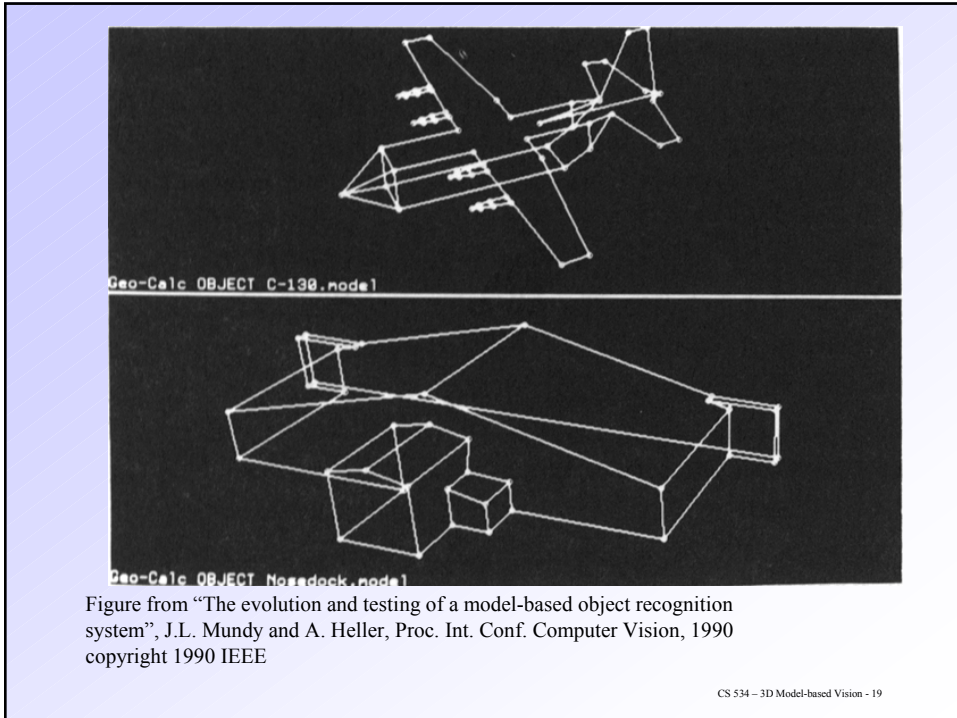 Geo-Calc OBJECT C-130.model
Geo-Calc OBJECT Nosedock.model
Figure from “The evolution and testing of a model-based object recognition
system”, J.L. Mundy and A. Heller, Proc. Int. Conf. Computer Vision, 1990
copyright 1990 IEEE
CS 534 – 3D Model-based Vision - 19